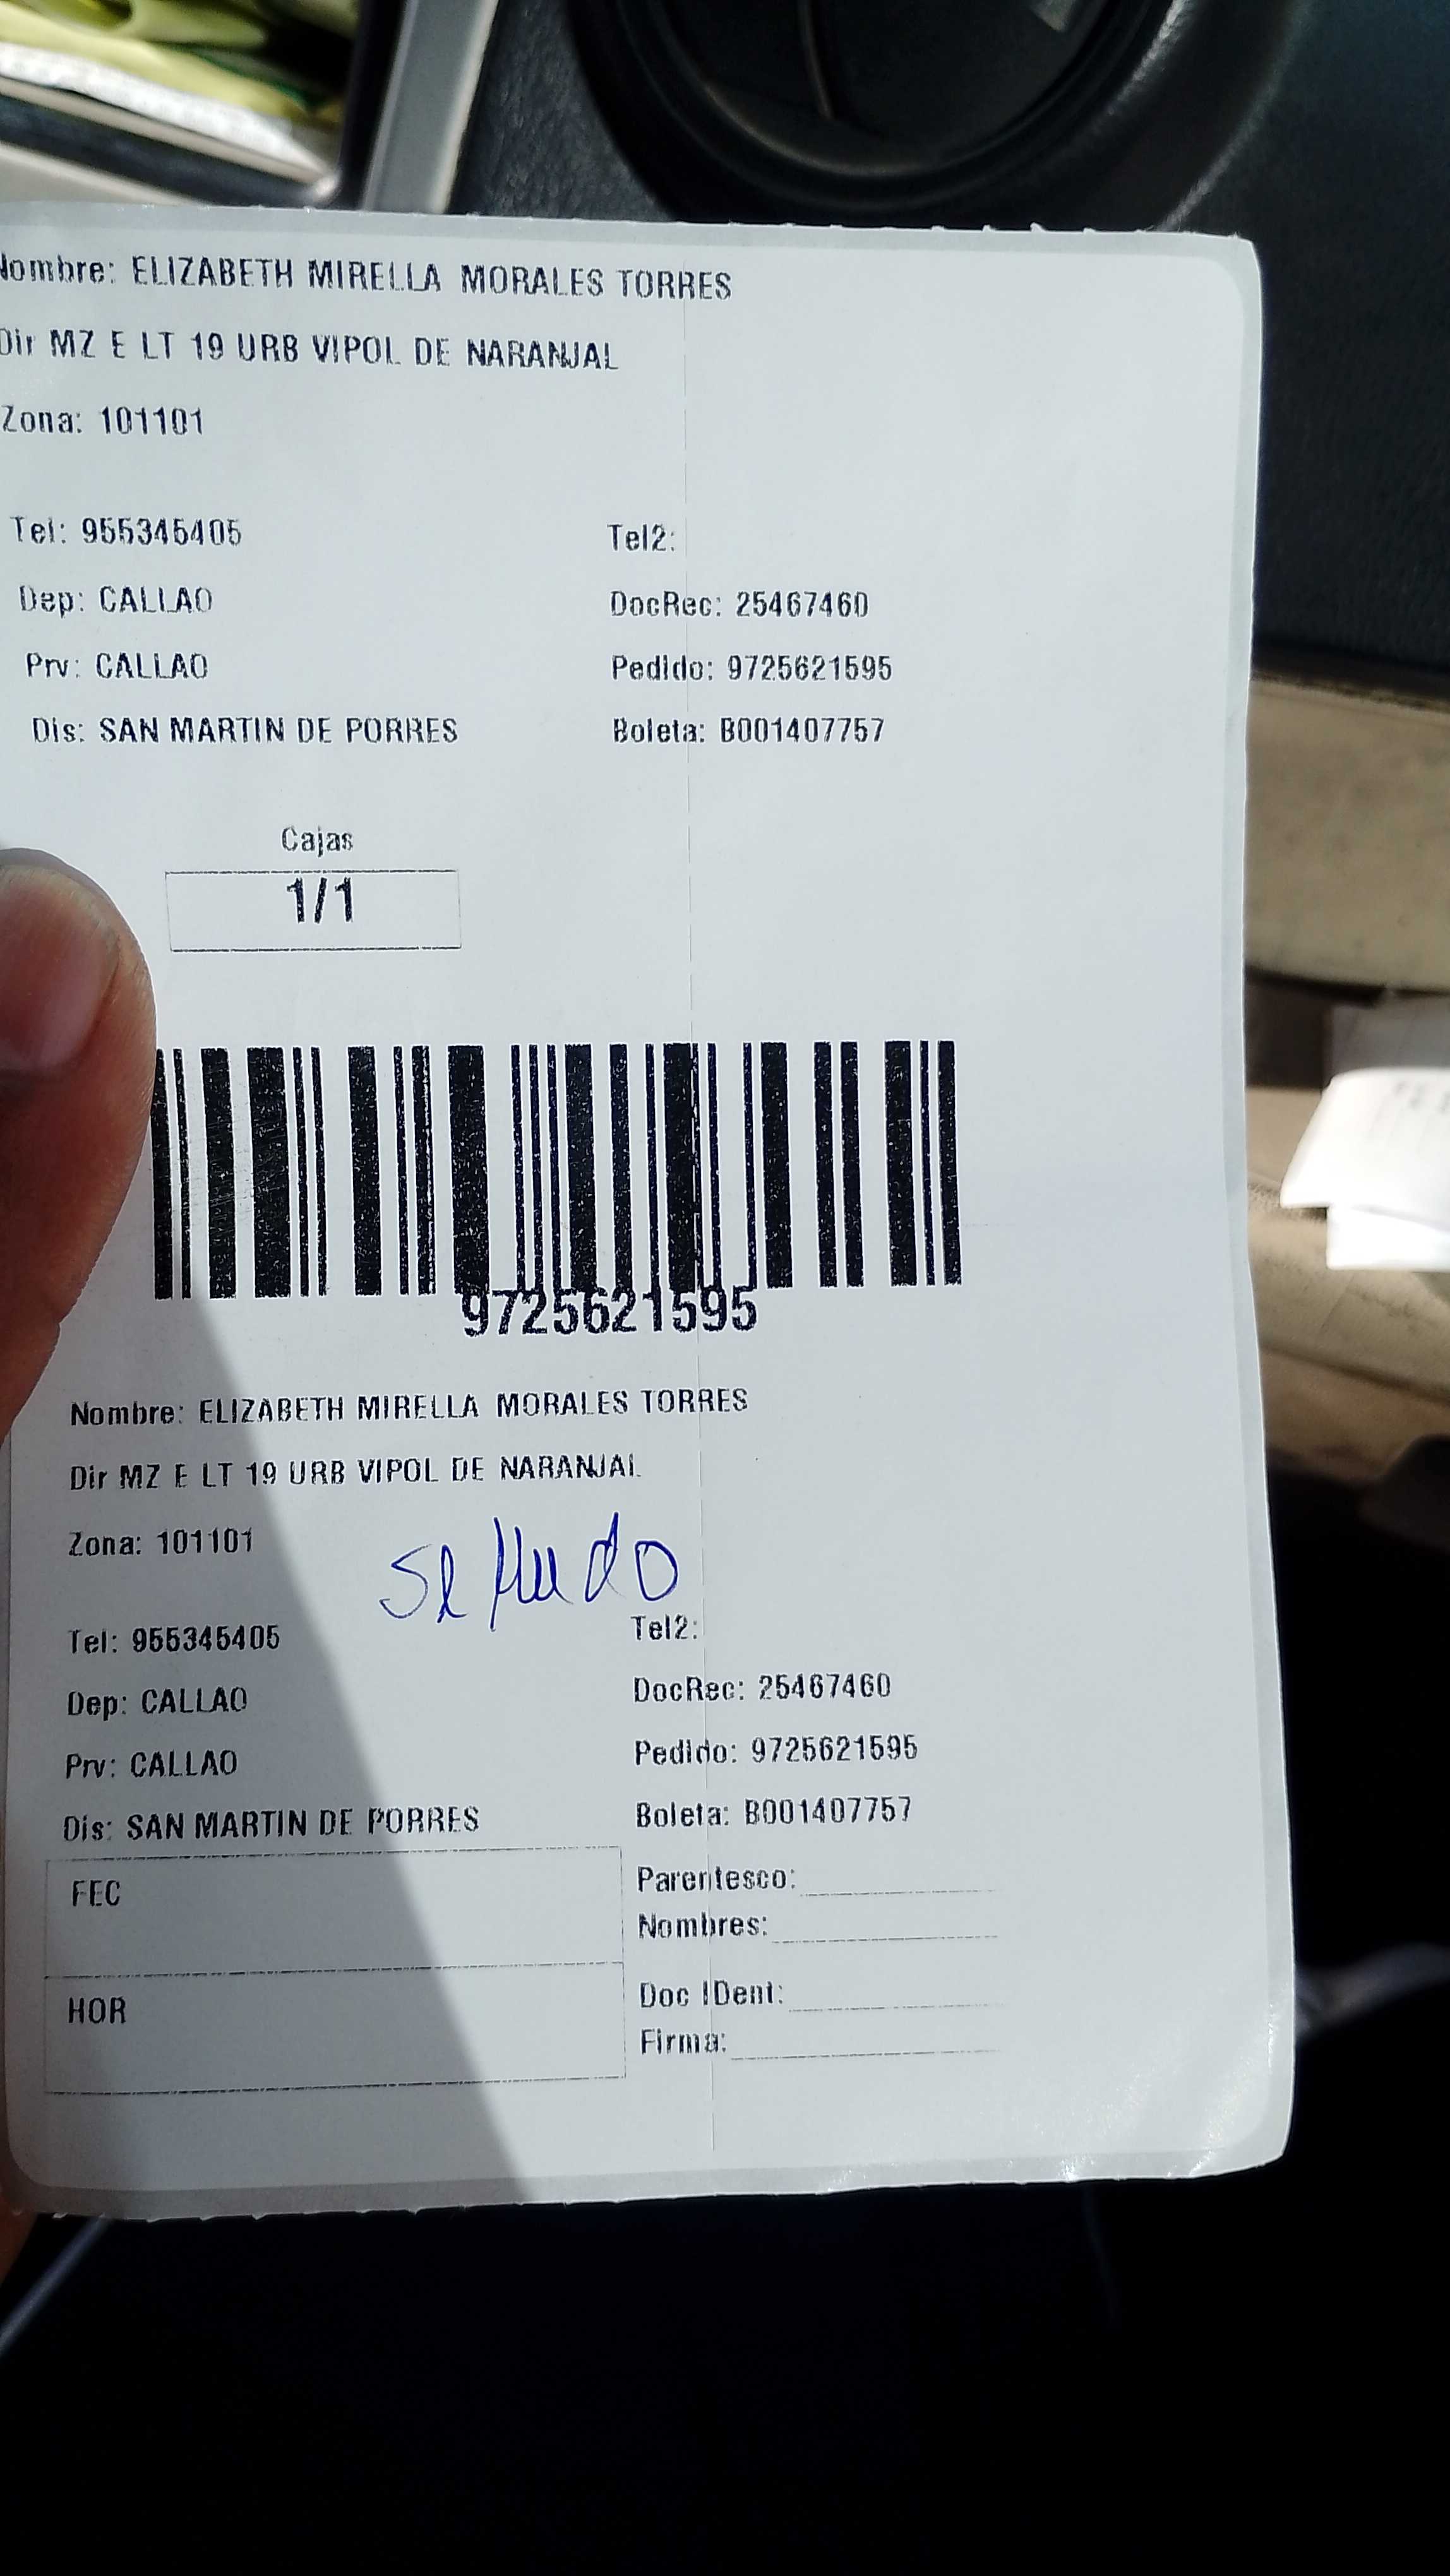 Nombre: ELIZABETH MIRELLA MORALES TORRES
Dir MZ E LT 19 URB VIPOL DE NARANJAL
Zona: 101101
Tel: 955345405 Tel2:
Dep: CALLAO DocRec: 25467460
Prv: CALLAO Pedido: 9725621595
Dis: SAN MARTIN DE PORRES Boleta: B001407757
Cajas
1/1
9725621595
Nombre: ELIZABETH MIRELLA MORALES TORRES
Dir MZ E LT 19 URB VIPOL DE NARANJAL
Zona: 101101
Se Mudo
Tel: 955345405 Tel2:
Dep: CALLAO DocRec: 25467460
Prv: CALLAO Pedido: 9725621595
Dis: SAN MARTIN DE PORRES Boleta: B001407757
FEC Parentesco:
Nombres:
HOR Doc IDent:
Firma: